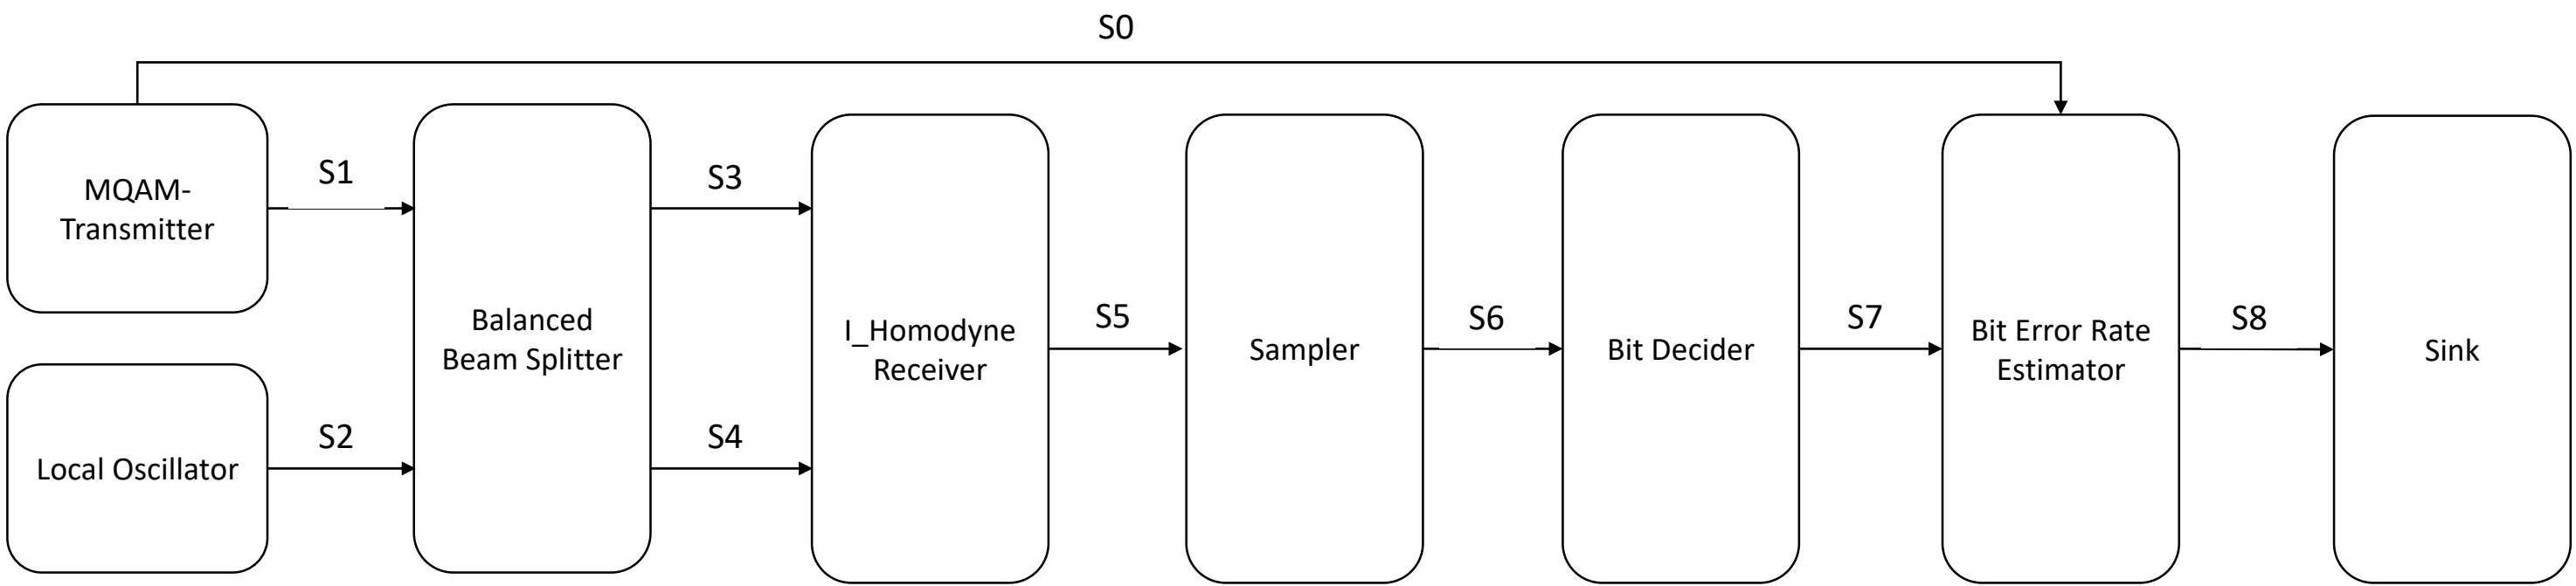 S0
MQAM-
Transmitter
S1
Local Oscillator
S2
Balanced
Beam Splitter
S3
S4
I_Homodyne
Receiver
S5
Sampler
S6
Bit Decider
S7
Bit Error Rate
Estimator
S8
Sink